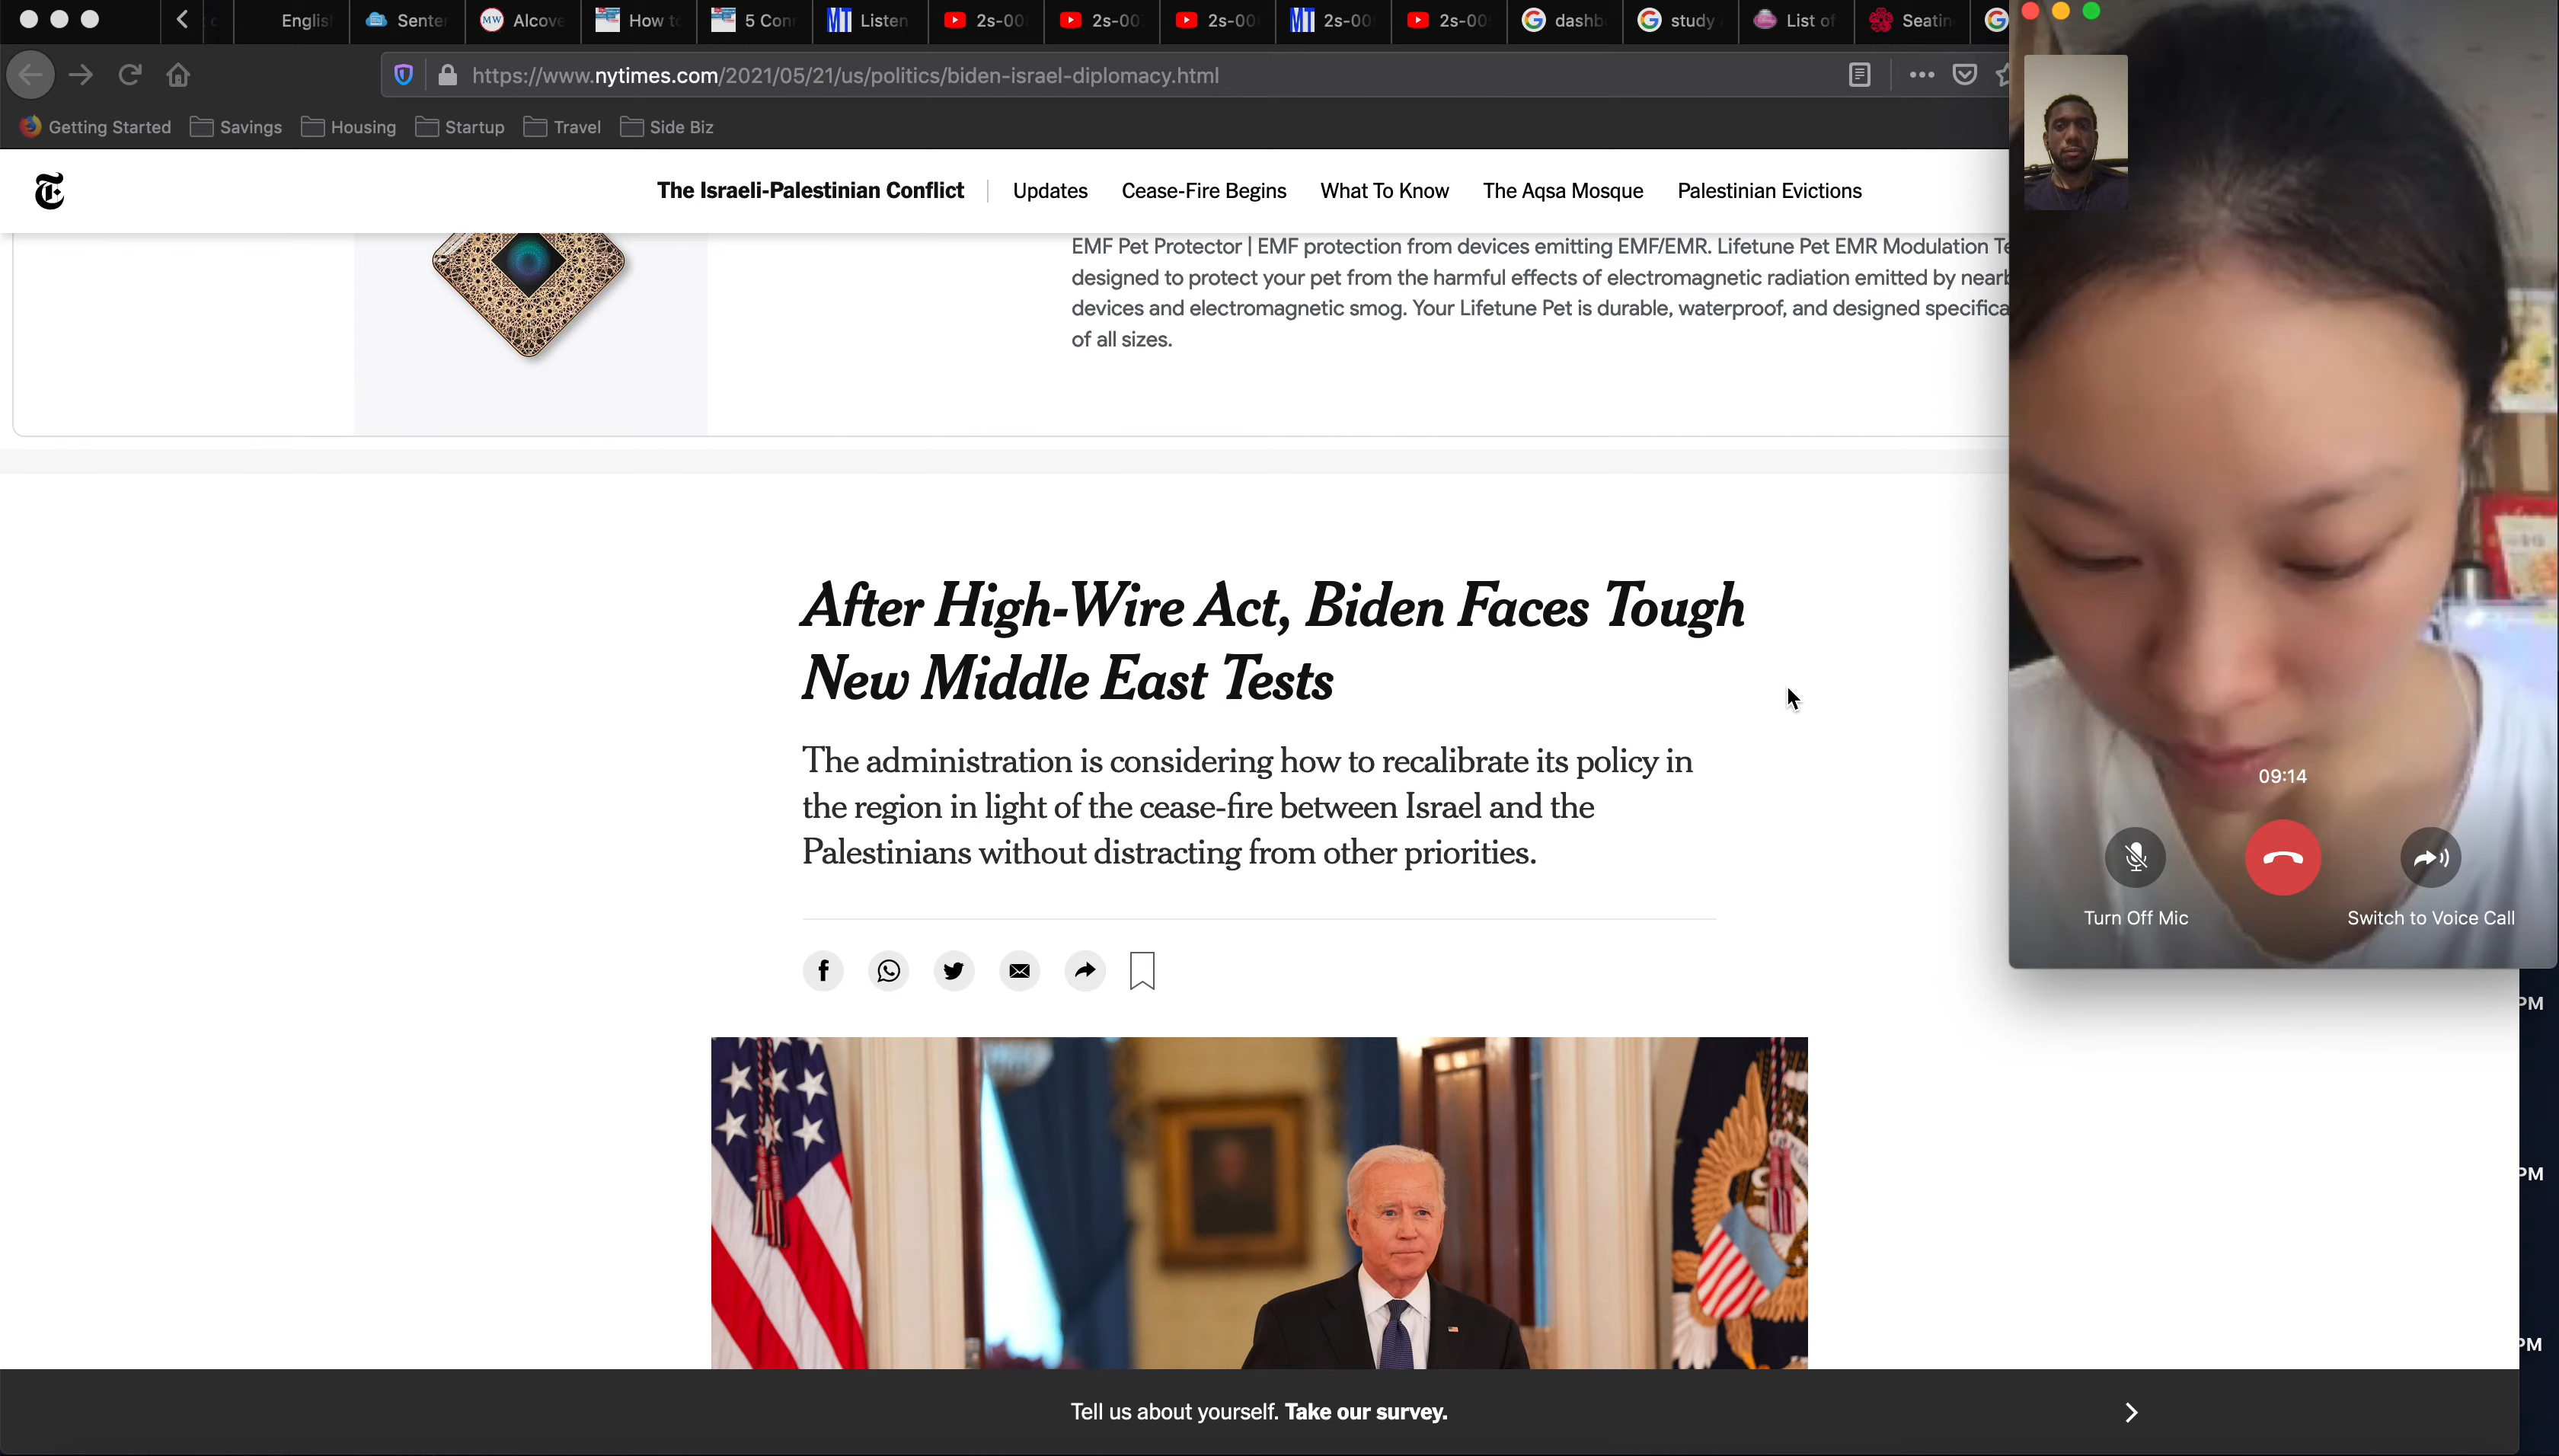 Englis
Senter
MW
Alcove
How to
5 Con
MT
Listen
2s-00
2s-00
2s-00
MT
2s-00
2s-00
dashb
study
List of
Seatin
https://www.nytimes.com/2021/05/21/us/politics/biden-israel-diplomacy.html
Getting Started
Savings
Housing
Startup
Travel
Side Biz
The Israeli-Palestinian Conflict
Updates
Cease-Fire Begins
What To Know
The Aqsa Mosque
Palestinian Evictions
EMF Pet Protector | EMF protection from devices emitting EMF/EMR. Lifetune Pet EMR Modulation Te
designed to protect your pet from the harmful effects of electromagnetic radiation emitted by nearb
devices and electromagnetic smog. Your Lifetune Pet is durable, waterproof, and designed specifica
of all sizes.
After High-Wire Act, Biden Faces Tough
New Middle East Tests
The administration is considering how to recalibrate its policy in
the region in light of the cease-fire between Israel and the
Palestinians without distracting from other priorities.
Tell us about yourself. Take our survey.
09:14
Turn Off Mic
Switch to Voice Call
PM
PM
PM